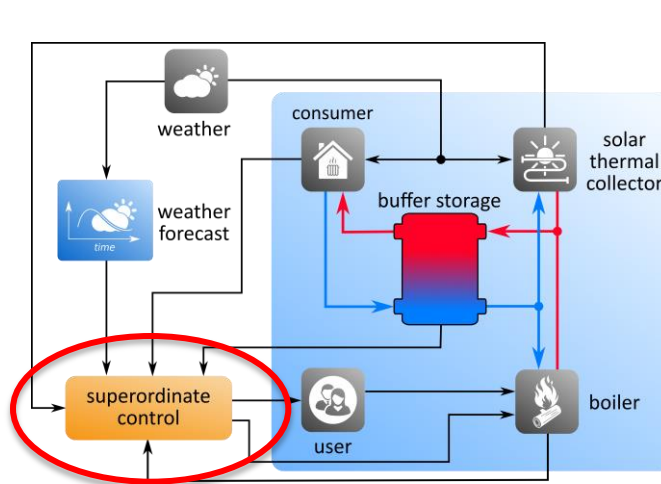 weather
consumer
solar
thermal
collector
buffer storage
weather
forecast
time
superordinate
control
user
boiler